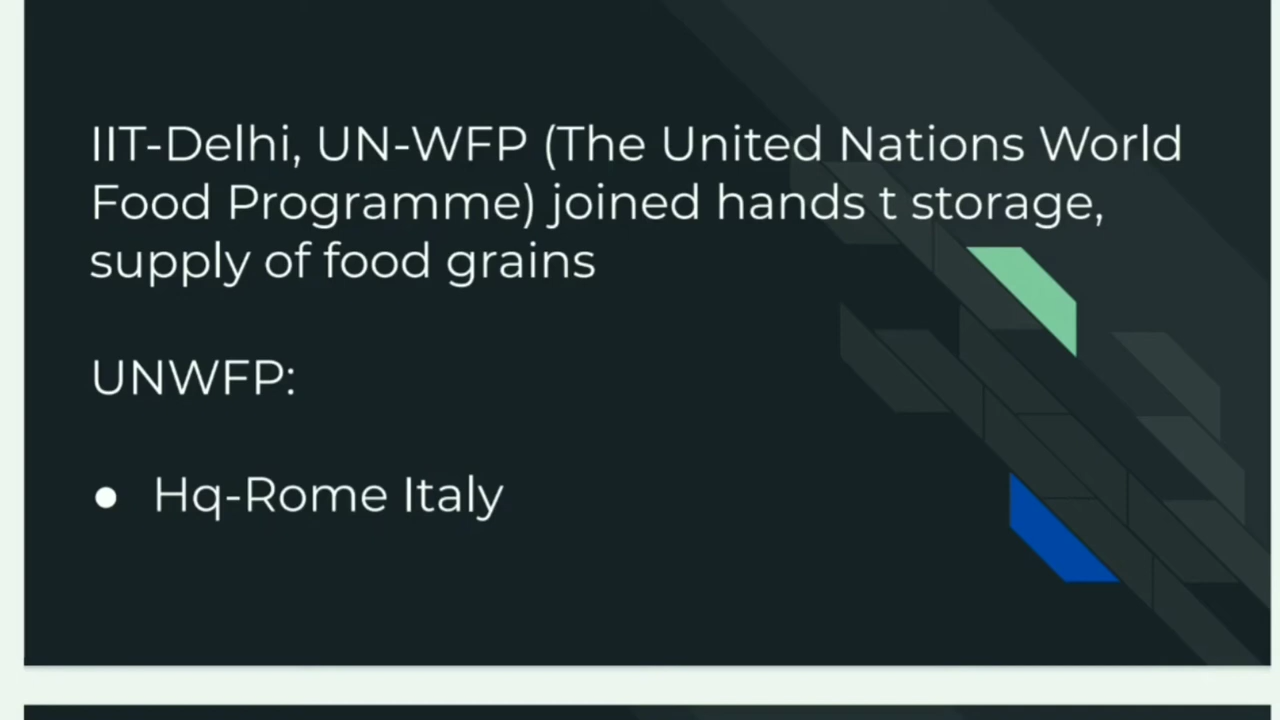 IIT-Delhi, UN-WFP (The United Nations World
Food Programme) joined hands t storage,
supply of food grains
UNWFP:
● Hq-Rome Italy